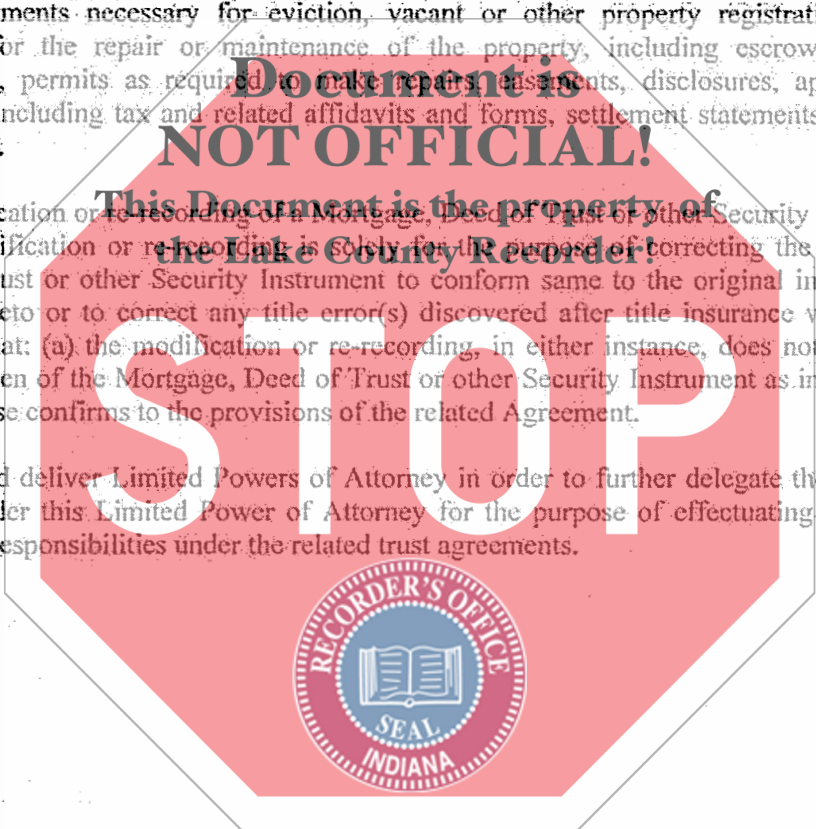 ments necessary for eviction, vacant or other property registrati
or the repair or maintenance of the property, including escrow
, permits as required to make repairs, easements, disclosures, ap
ncluding tax and related affidavits and forms, settlement statements
.
Document is
NOT OFFICIAL!
This Document is the property of
the Lake County Recorder!
cation or re-recording of a Mortgage, Deed of Trust or other Security
ification or re-recording is solely for the purpose of correcting the
ust or other Security Instrument to conform same to the original in
eto or to correct any title error(s) discovered after title insurance v
at: (a) the modification or re-recording, in either instance, does not
en of the Mortgage, Deed of Trust or other Security Instrument as in
se confirms to the provisions of the related Agreement.
STOP
d deliver Limited Powers of Attorney in order to further delegate th
er this Limited Power of Attorney for the purpose of effectuating
esponsibilities under the related trust agreements.
RECORDER'S OFFICE
SEAL
INDIANA